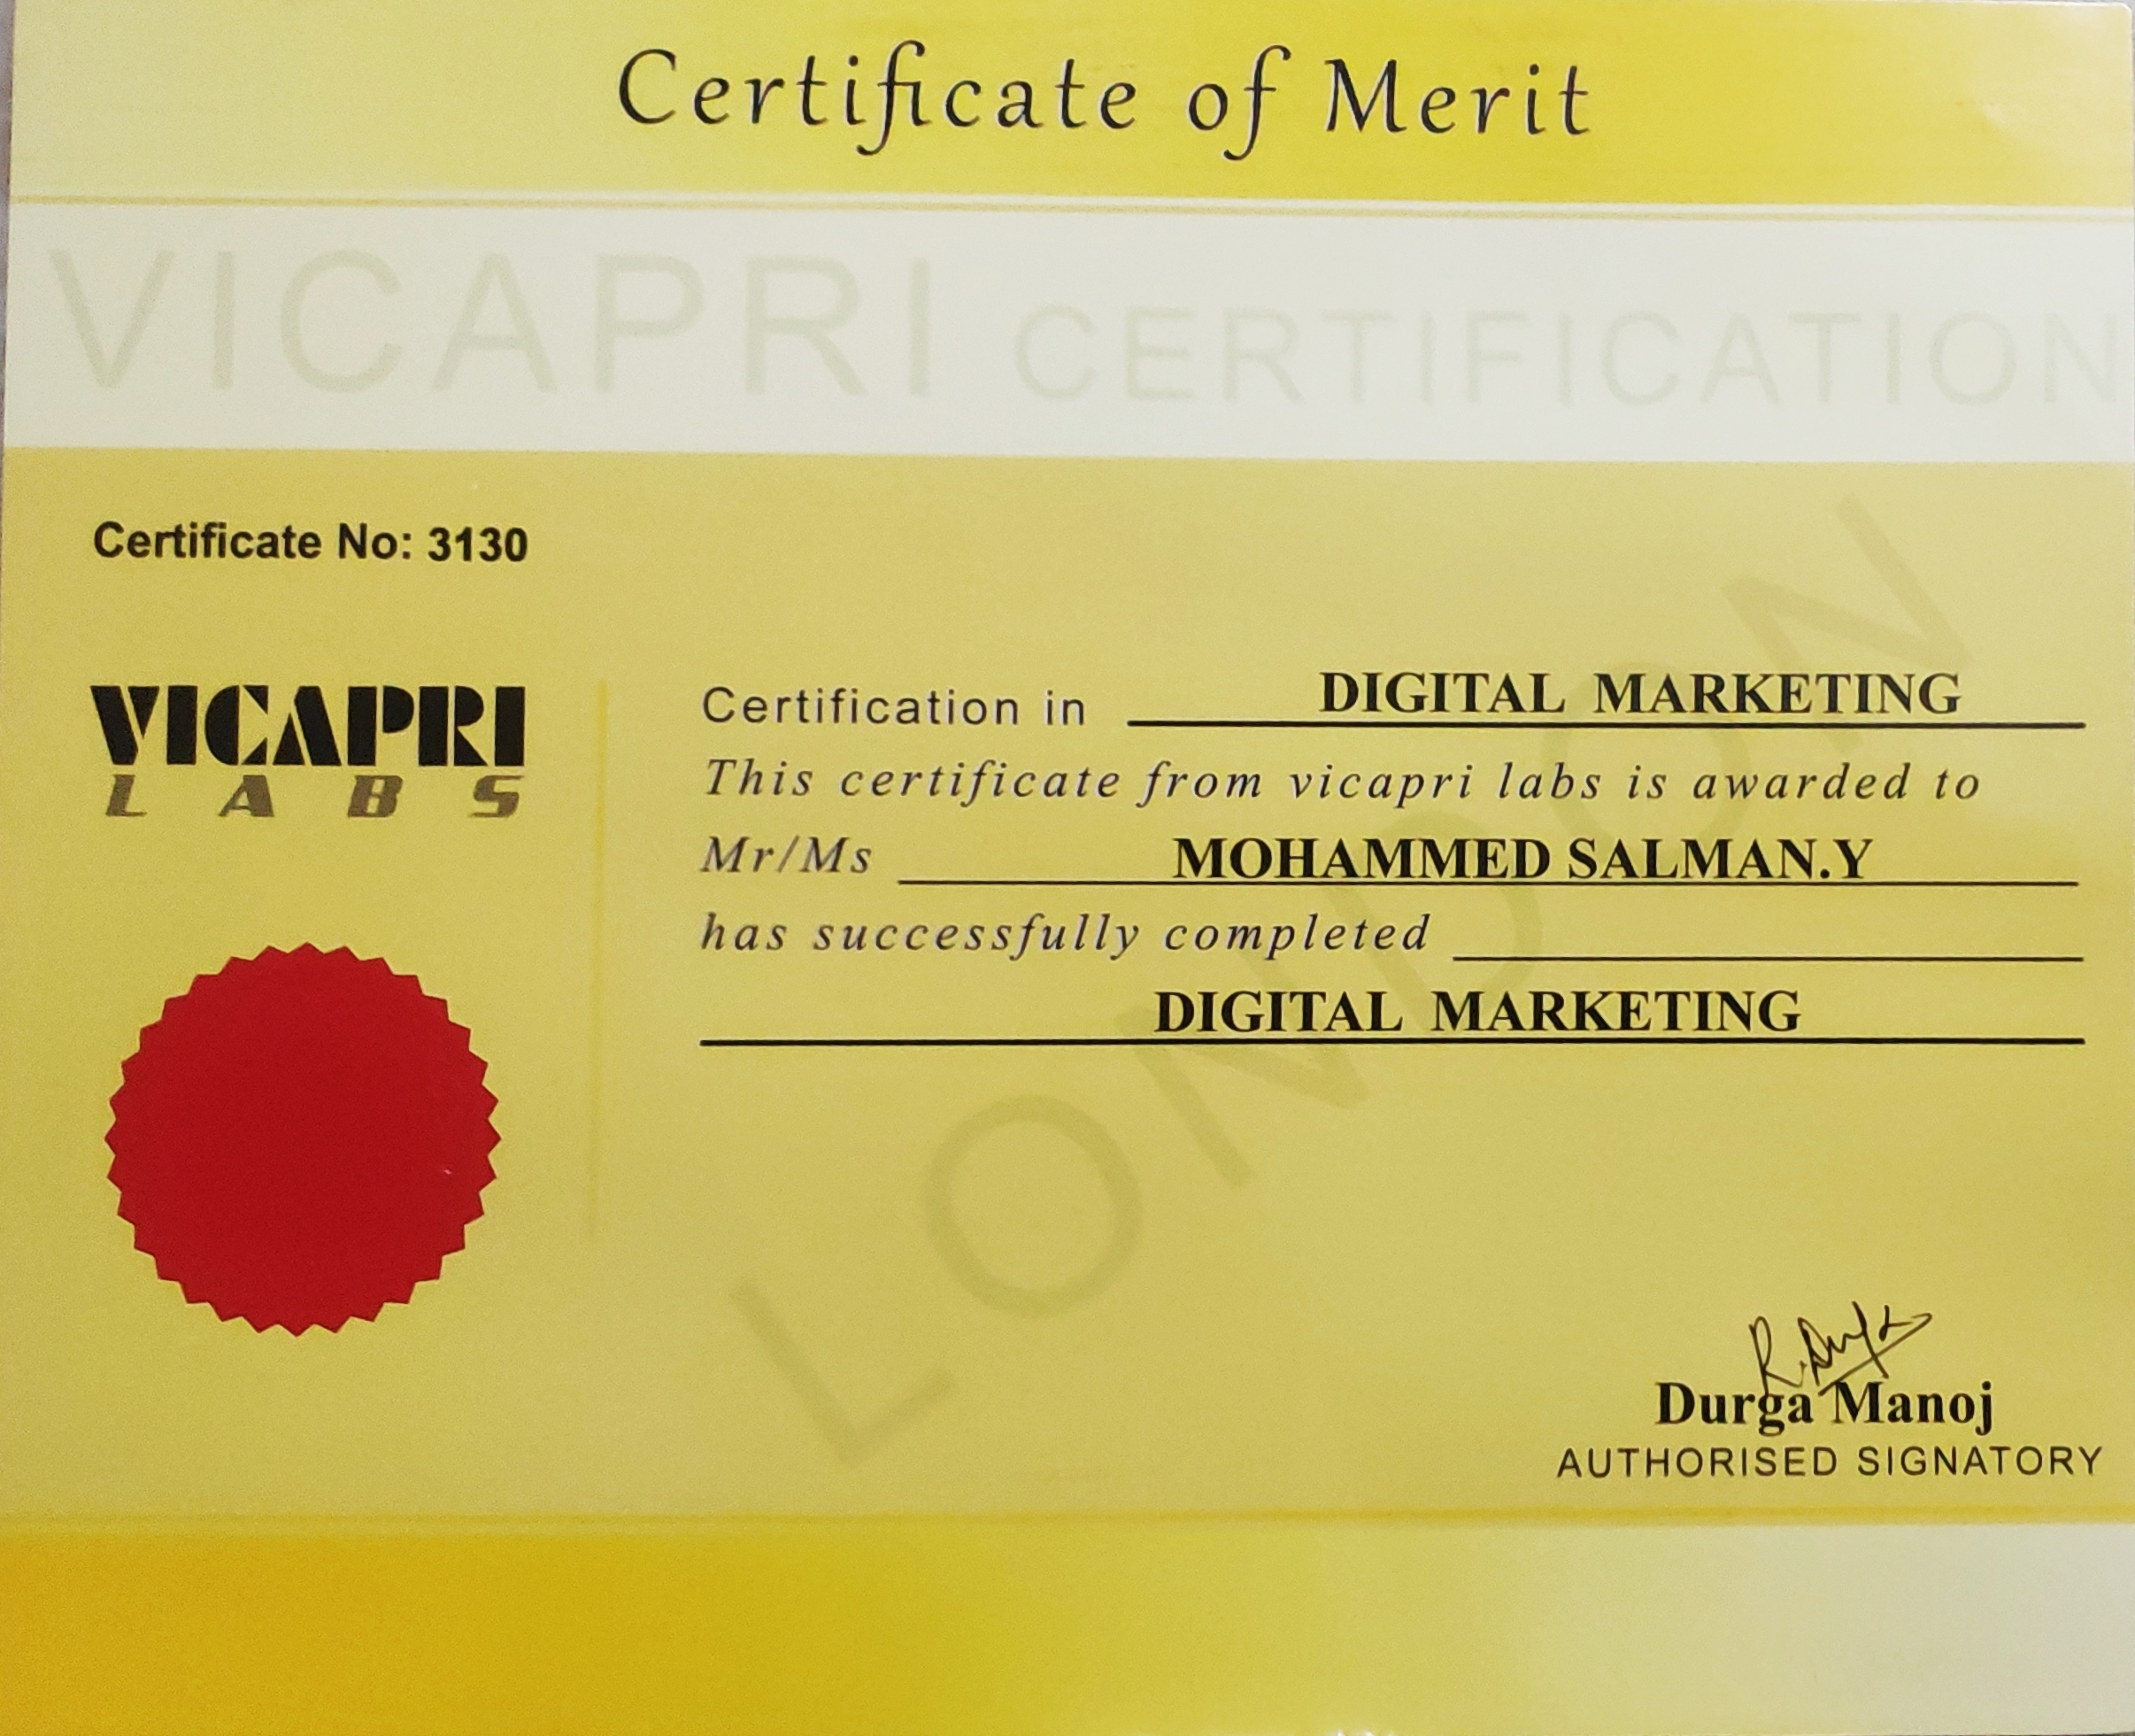 Certificate of Merit
VICAPRI CERTIFICATION
Certificate No: 3130
VICAPRI
LABS
Certification in DIGITAL MARKETING
This certificate from vicapri labs is awarded to
Mr/Ms MOHAMMED SALMAN.Y
has successfully completed
DIGITAL MARKETING
LONDON
R. Durga
Durga Manoj
AUTHORISED SIGNATORY